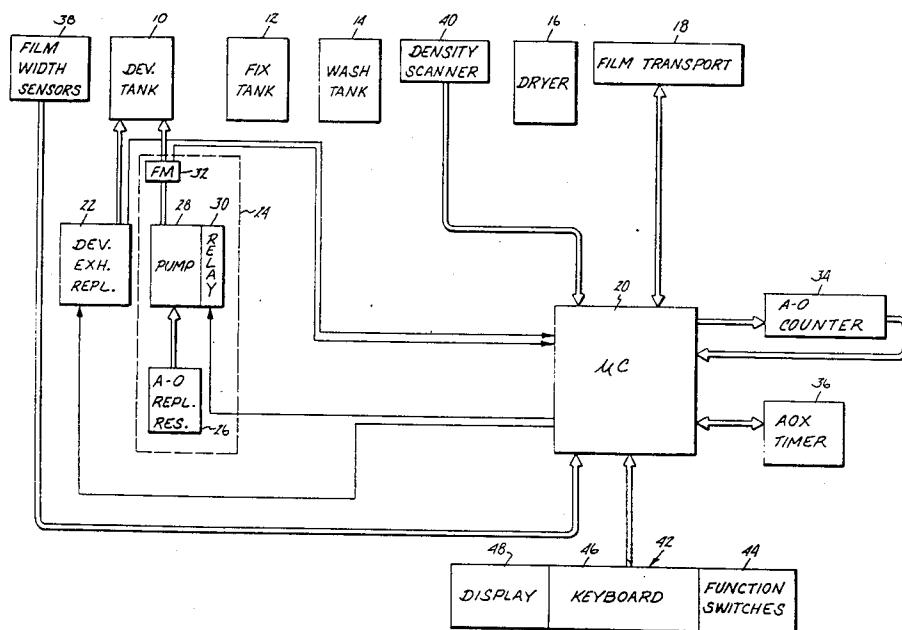 38
FILM
WIDTH
SENSORS
10
DEV.
TANK
12
FIX
TANK
14
WASH
TANK
40
DENSITY
SCANNER
16
DRYER
18
FILM TRANSPORT
FM
32
22
DEV.
EXH.
REPL.
28
PUMP
30
RELAY
24
A-O
REPL.
RES.
26
20
µC
34
A-O
COUNTER
36
AOX
TIMER
48
DISPLAY
46
KEYBOARD
42
44
FUNCTION
SWITCHES